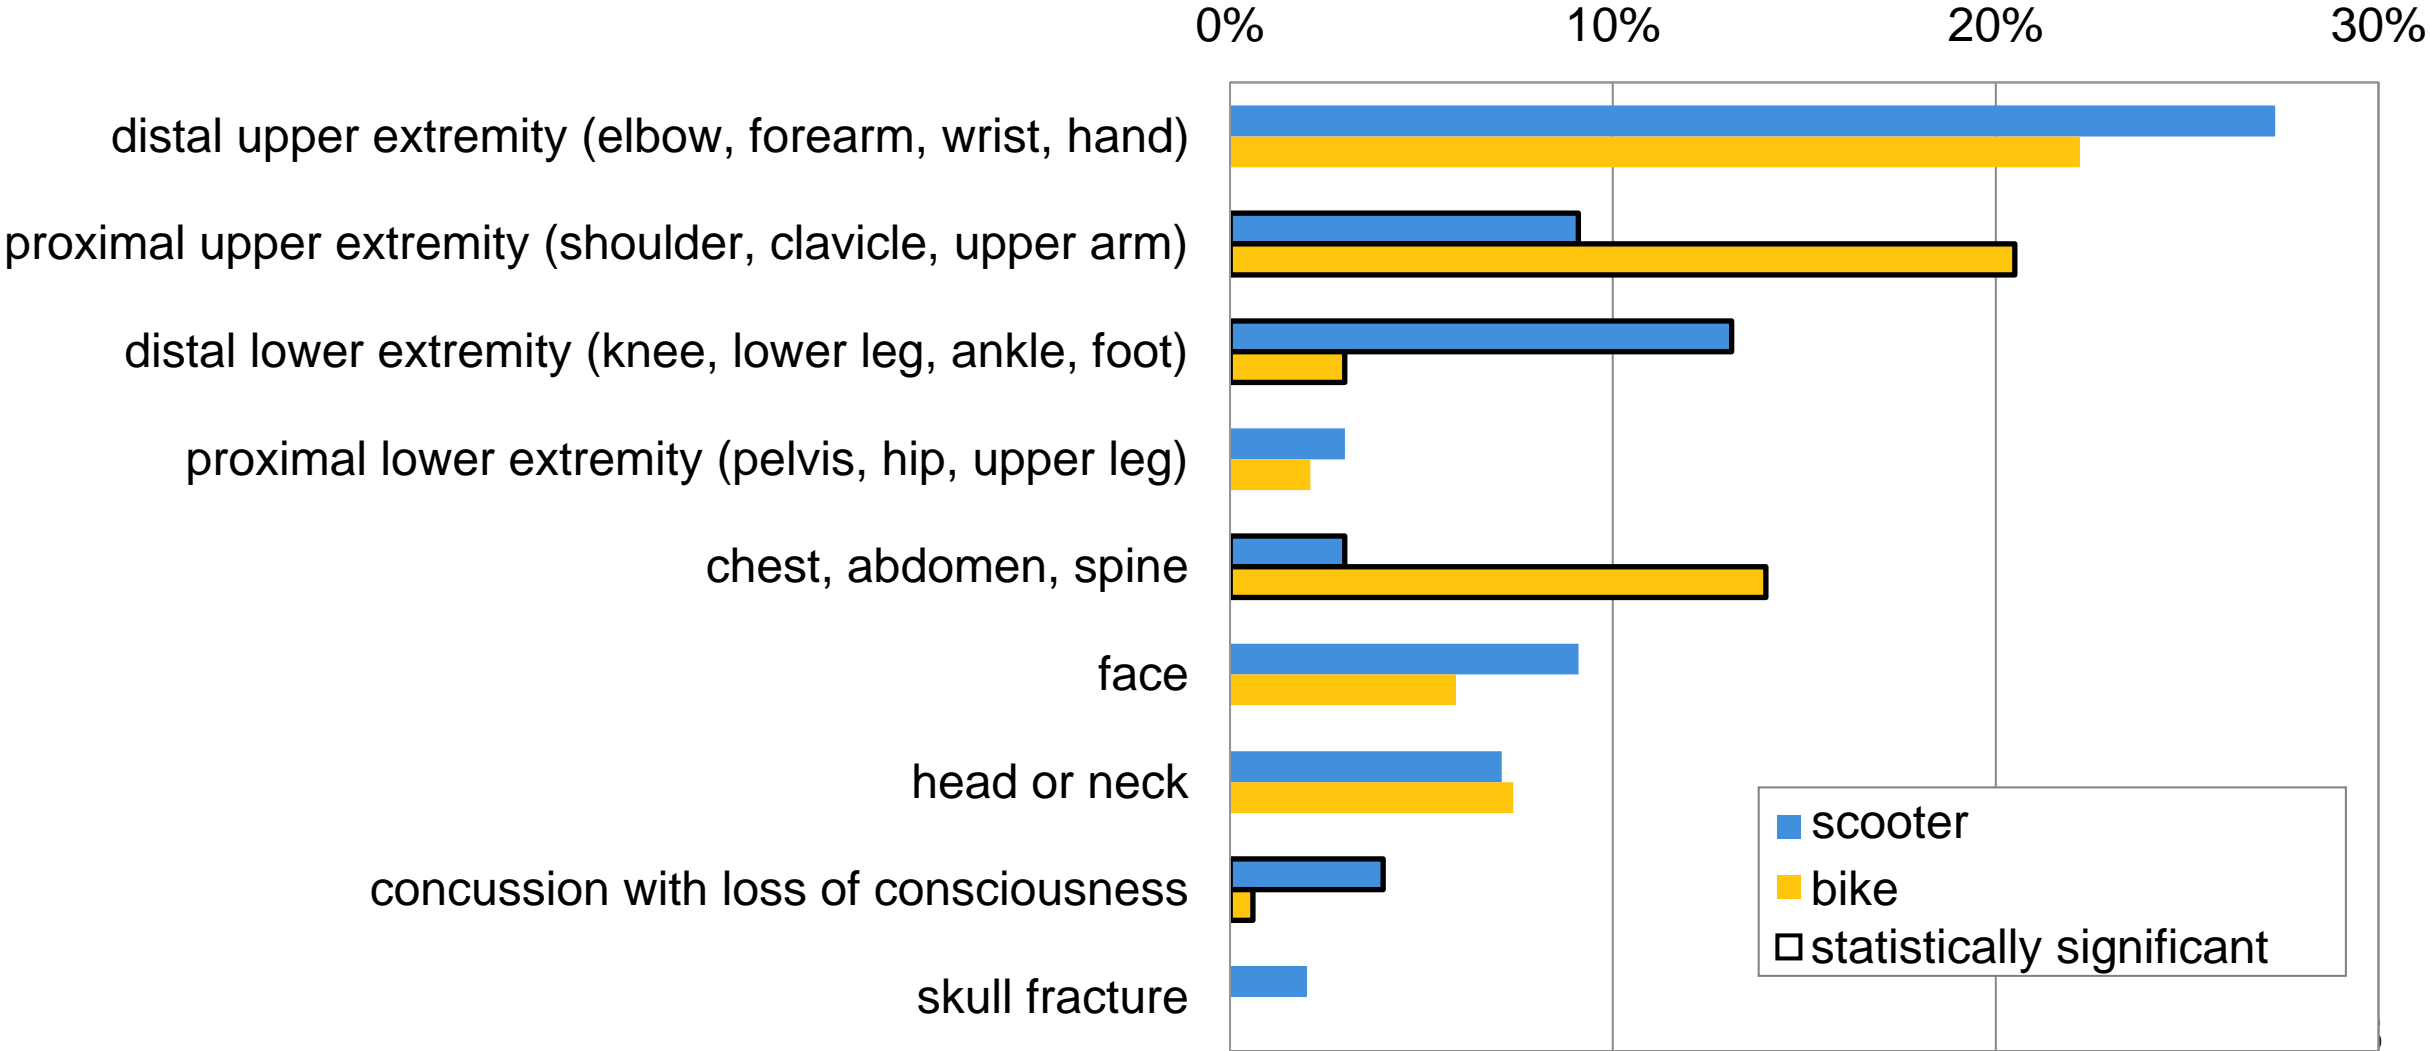 0% 10% 20% 30%
distal upper extremity (elbow, forearm, wrist, hand)
proximal upper extremity (shoulder, clavicle, upper arm)
distal lower extremity (knee, lower leg, ankle, foot)
proximal lower extremity (pelvis, hip, upper leg)
chest, abdomen, spine
face
head or neck
concussion with loss of consciousness
skull fracture
scooter
bike
statistically significant